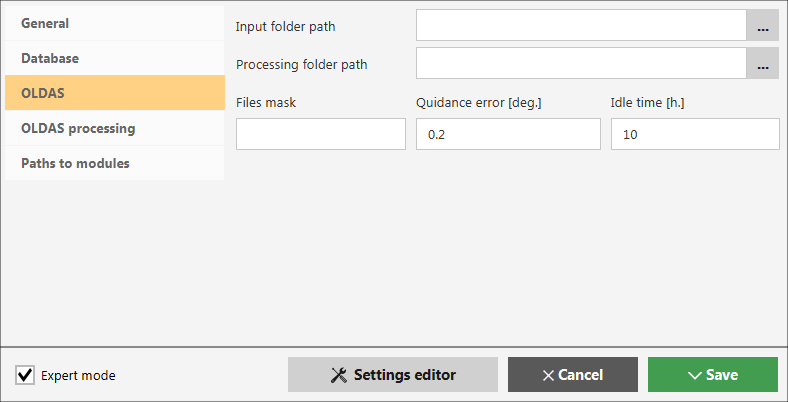 General
Database
OLDAS
OLDAS processing
Paths to modules
Input folder path
...
Processing folder path
...
Files mask
Quidance error [deg.]
Idle time [h.]
0.2
10
Expert mode
Settings editor
Cancel
Save